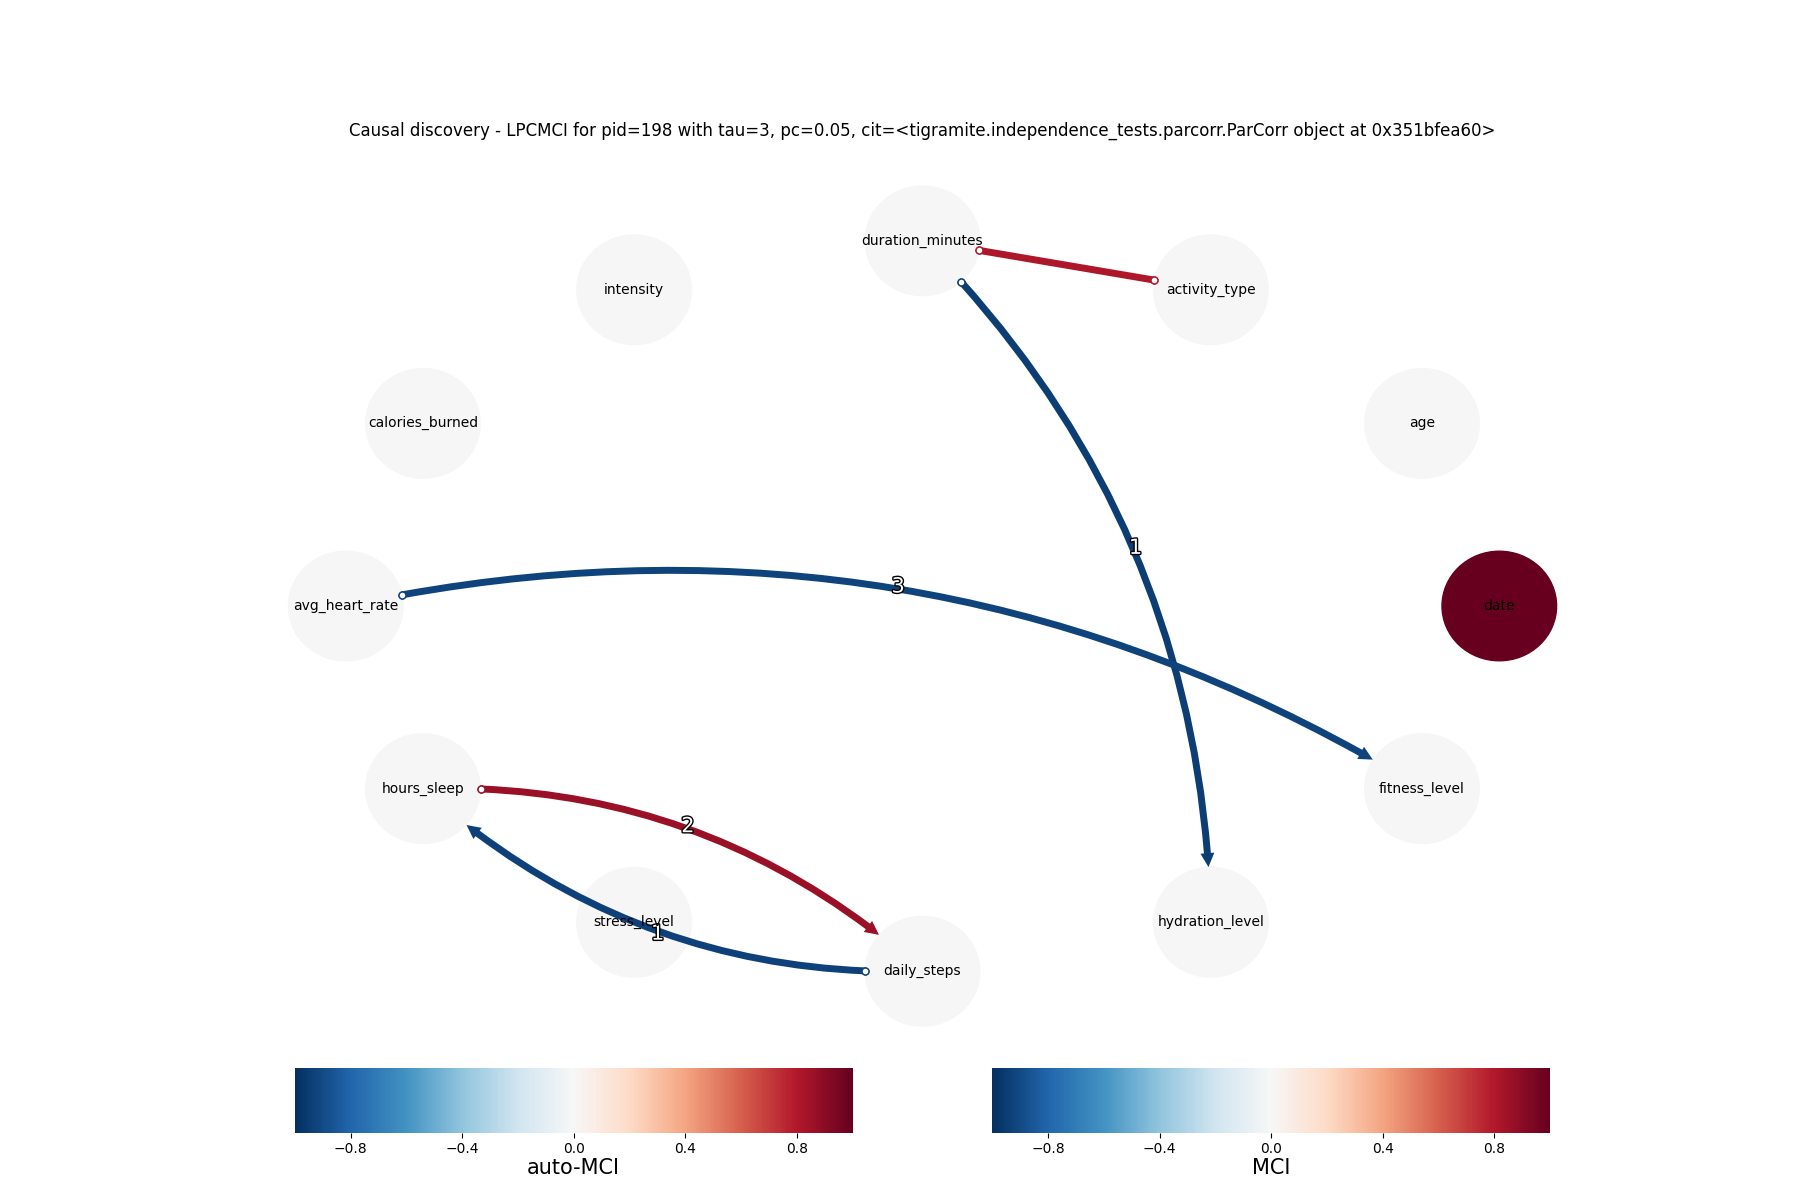 Causal discovery - LPCMCI for pid=198 with tau=3, pc=0.05, cit=<tigramite.independence_tests.parcorr.ParCorr object at 0x351bfea60>
duration_minutes
intensity
activity_type
calories_burned
age
1
3
avg_heart_rate
date
hours_sleep
fitness_level
2
stress_level
1
hydration_level
daily_steps
−0.8 −0.4 0.0 0.4 0.8
auto-MCI
−0.8 −0.4 0.0 0.4 0.8
MCI